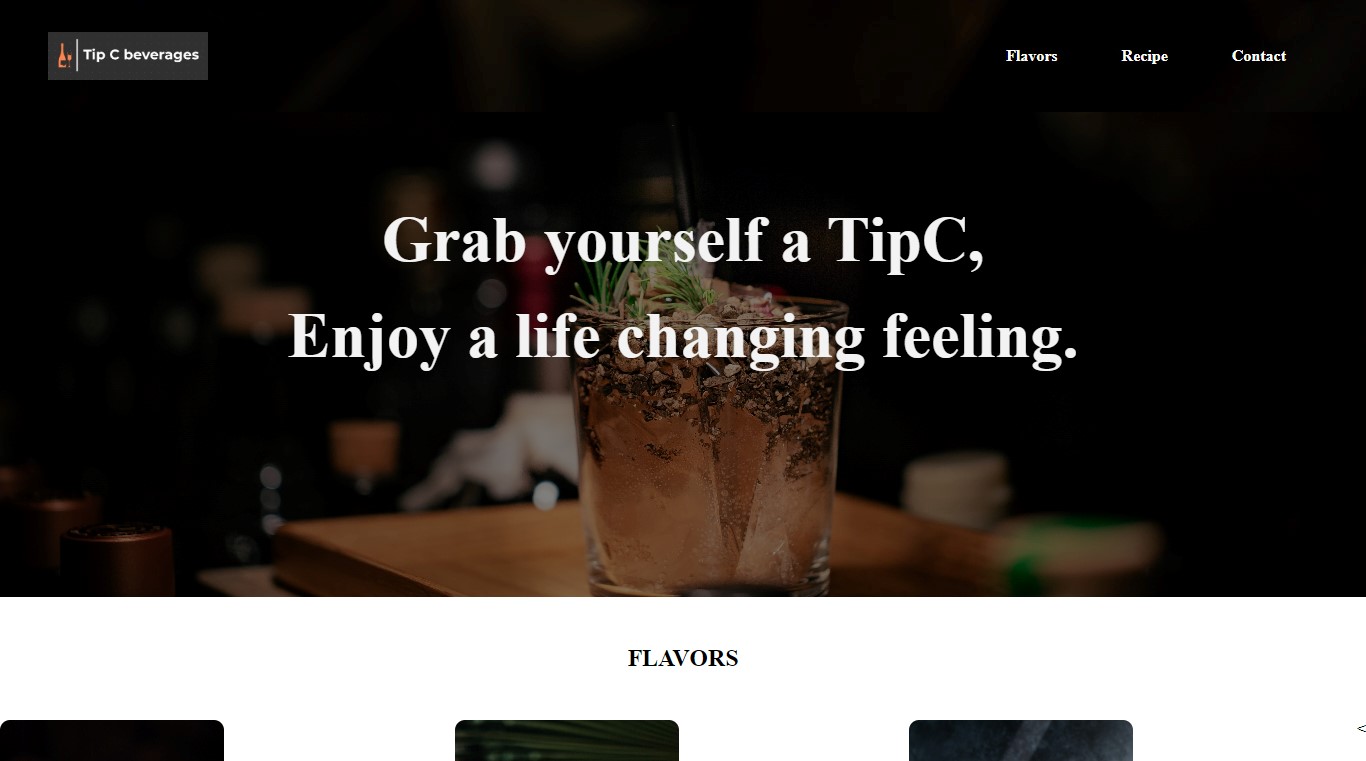 Tip C beverages
Flavors Recipe Contact
Grab yourself a TipC,
Enjoy a life changing feeling.
FLAVORS
<